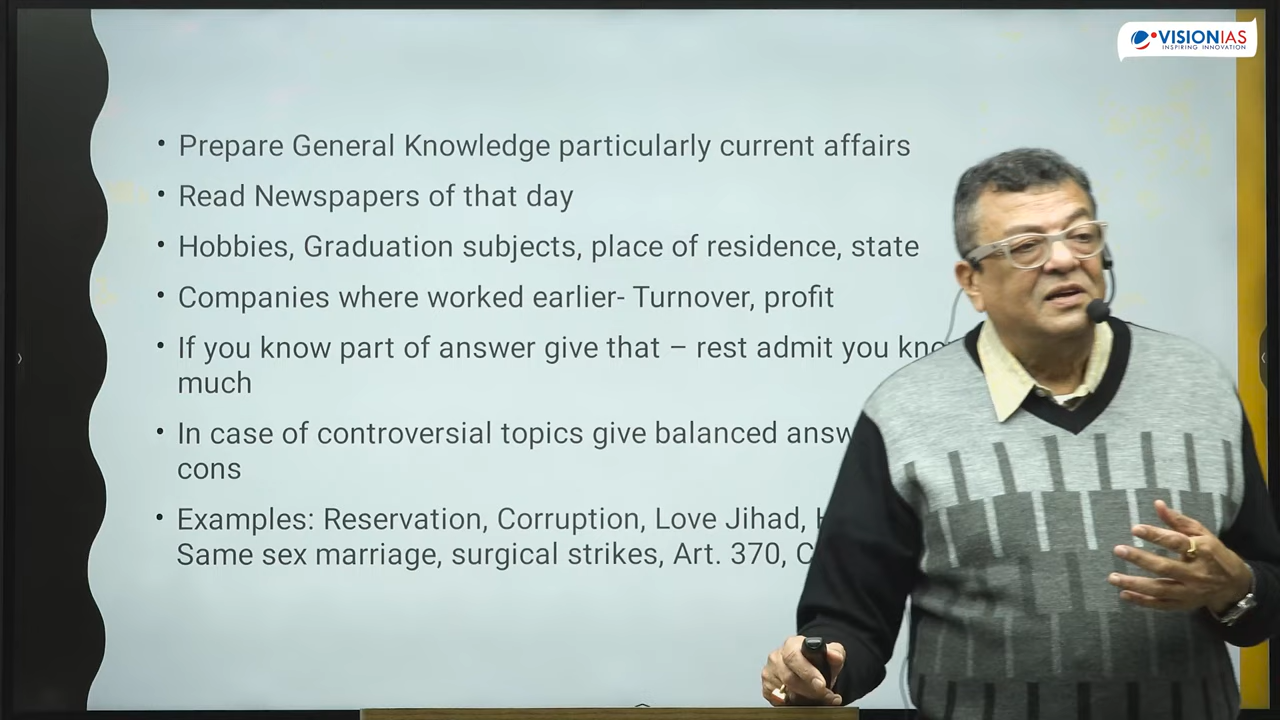 VISIONIAS
INSPIRING INNOVATION
• Prepare General Knowledge particularly current affairs
• Read Newspapers of that day
• Hobbies, Graduation subjects, place of residence, state
• Companies where worked earlier- Turnover, profit
• If you know part of answer give that – rest admit you
much
• In case of controversial topics give balanced
cons
• Examples: Reservation, Corruption, Love Jihad,
Same sex marriage, surgical strikes, Art. 370,